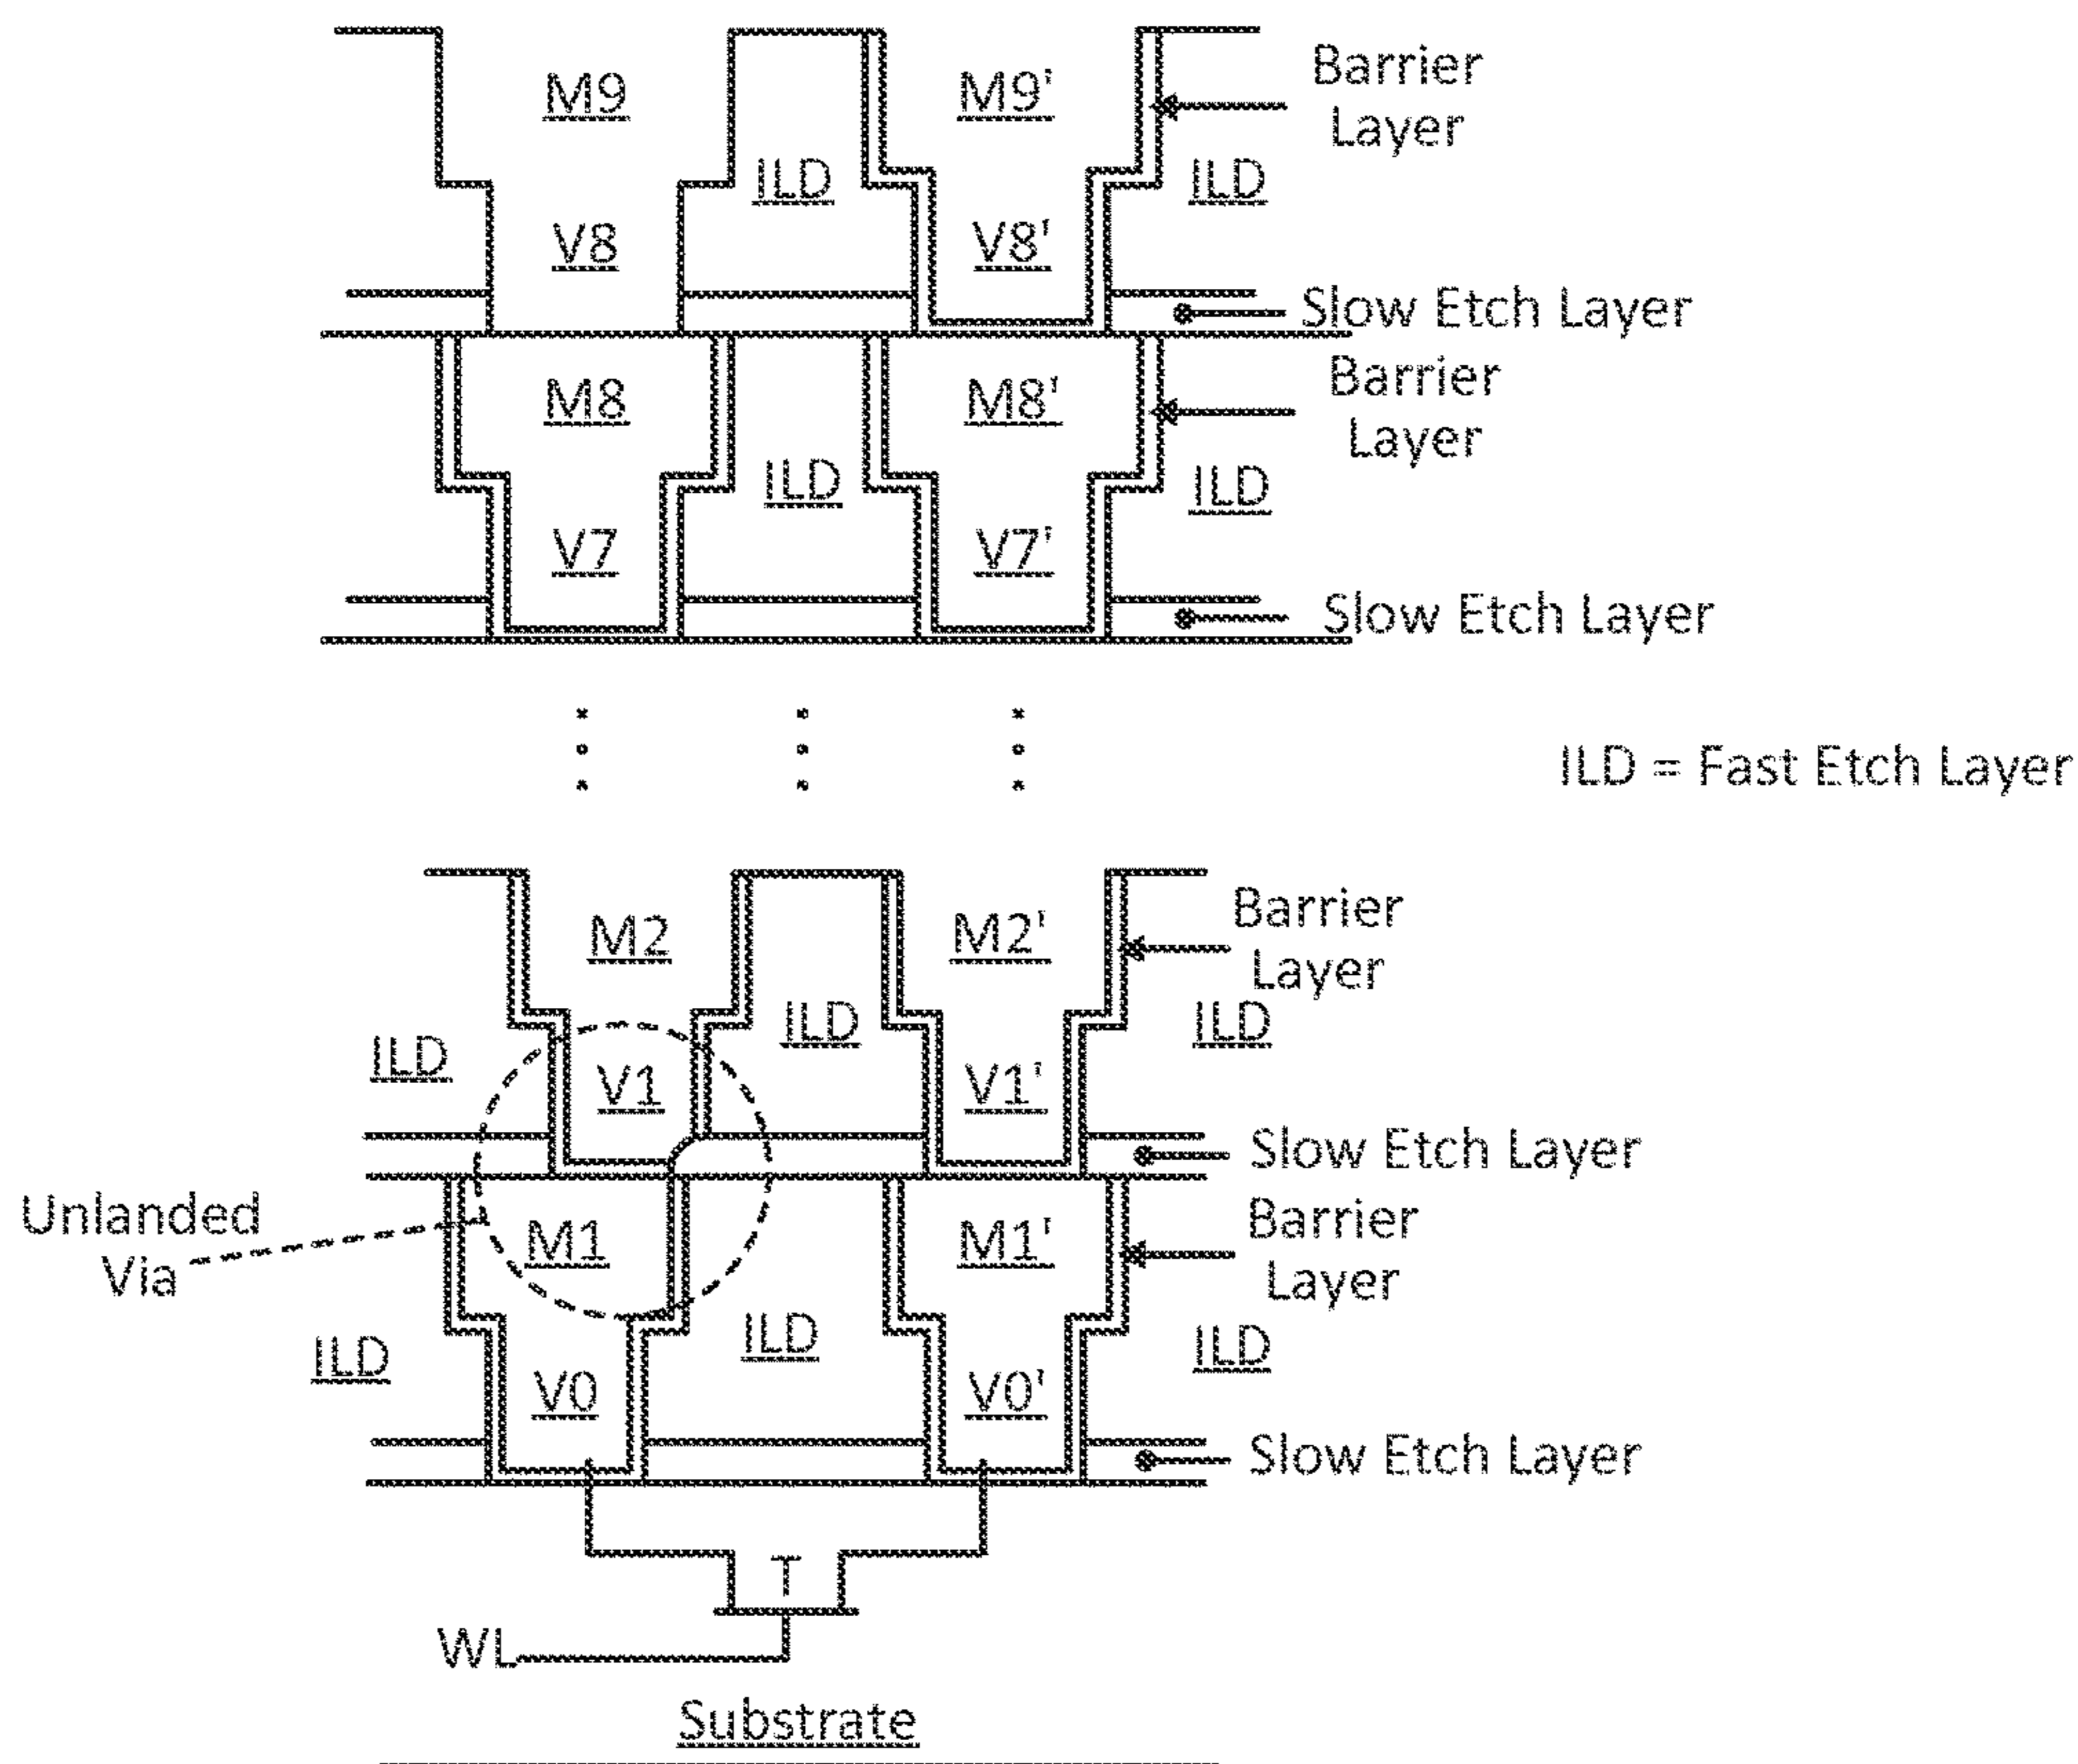 M9
M9'
Barrier
Layer
ILD
ILD
V8
V8'
Slow Etch Layer
M8
M8'
Barrier
Layer
ILD
ILD
V7
V7'
Slow Etch Layer
ILD = Fast Etch Layer
M2
M2'
Barrier
Layer
ILD
ILD
ILD
V1
V1'
Slow Etch Layer
Unlanded
Via
M1
M1'
Barrier
Layer
ILD
ILD
ILD
V0
V0'
Slow Etch Layer
T
WL
Substrate